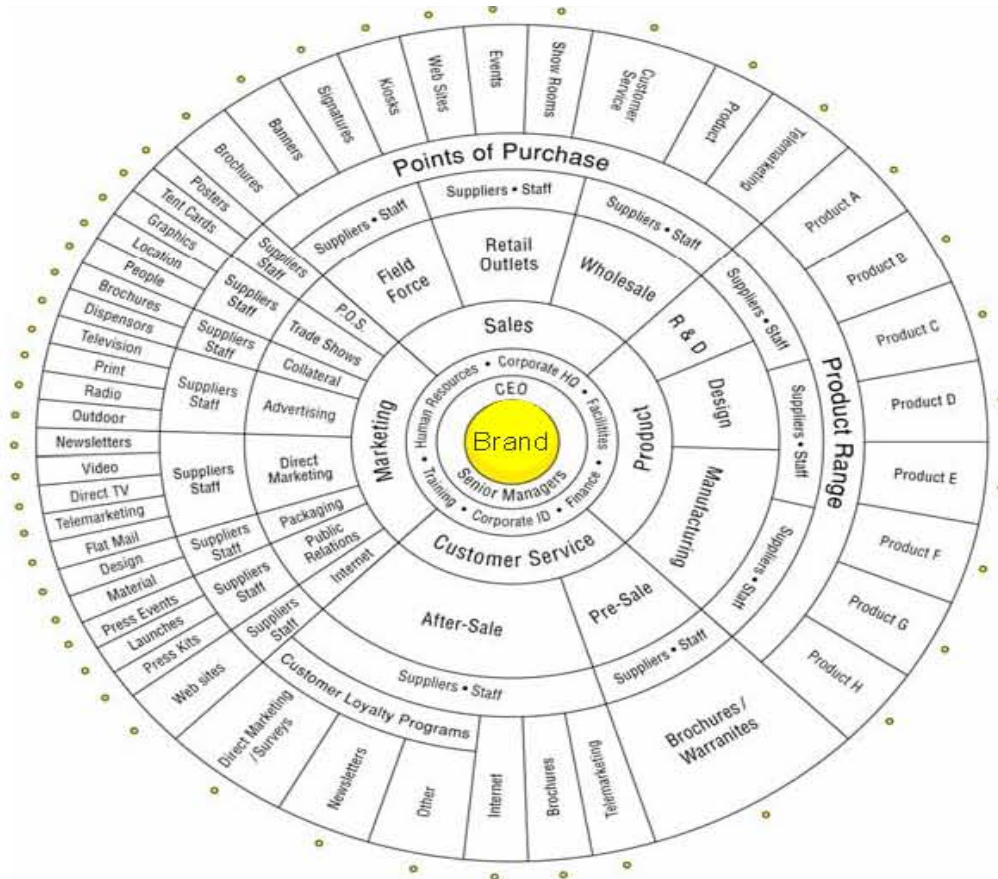 Brand
CEO
Senior Managers
Human Resources • Corporate HQ • Facilitites • Finance • Corporate ID • Training •
Sales
Product
Customer Service
Marketing
Field
Force
Retail
Outlets
Wholesale
R & D
Design
Manufacturing
Pre-Sale
After-Sale
Internet
Public
Relations
Packaging
Direct
Marketing
Advertising
Collateral
Trade Shows
P.O.S.
Suppliers • Staff
Suppliers • Staff
Suppliers • Staff
Suppliers • Staff
Suppliers • Staff
Suppliers • Staff
Suppliers • Staff
Suppliers • Staff
Suppliers
Staff
Suppliers
Staff
Suppliers
Staff
Suppliers
Staff
Suppliers
Staff
Suppliers
Staff
Suppliers
Staff
Suppliers
Staff
Points of Purchase
Product Range
Customer Loyalty Programs
Banners
Signatures
Kiosks
Web Sites
Events
Show Rooms
Customer
Service
Product
Telemarketing
Product A
Product B
Product C
Product D
Product E
Product F
Product G
Product H
Brochures/
Warranites
Telemarketing
Brochures
Internet
Other
Newsletters
Direct Marketing
/Surveys
Web sites
Press Kits
Launches
Press Events
Material
Design
Flat Mail
Telemarketing
Direct TV
Video
Newsletters
Outdoor
Radio
Print
Television
Dispensors
Brochures
People
Location
Graphics
Tent Cards
Posters
Brochures